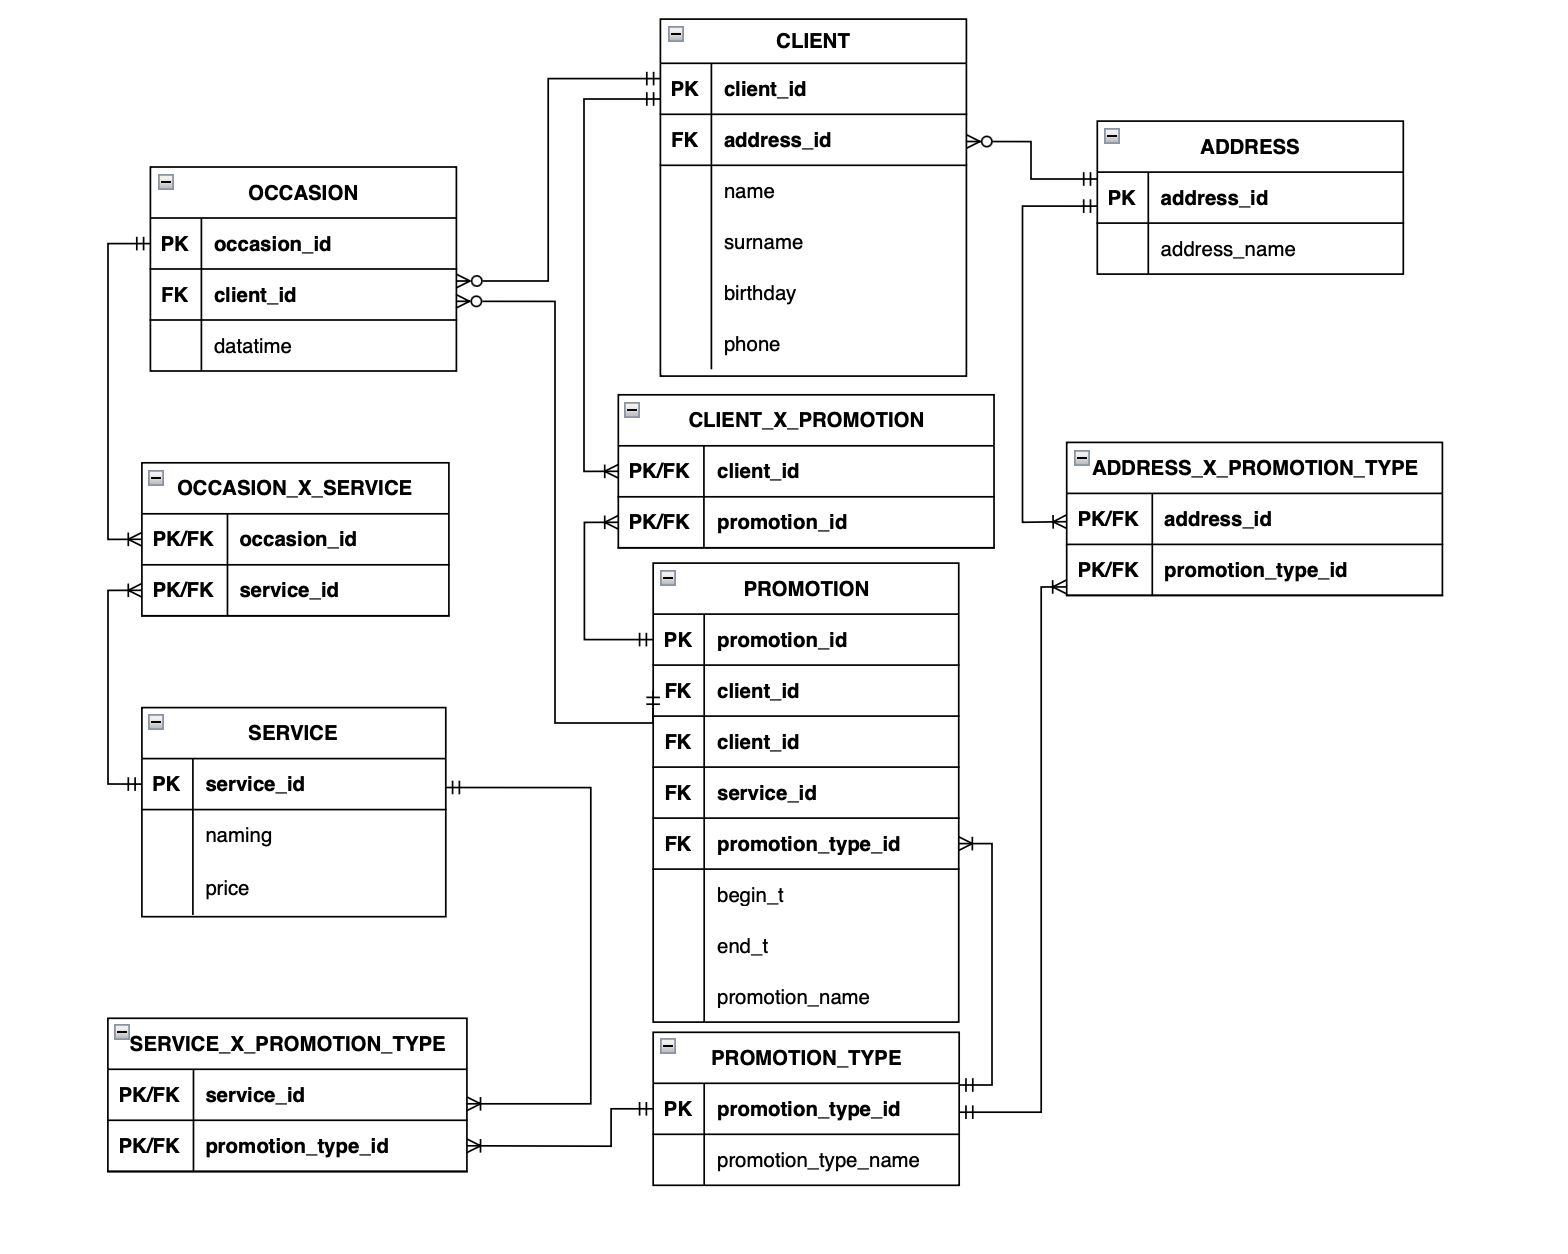 CLIENT
PK client_id
FK address_id
name
surname
birthday
phone
ADDRESS
PK address_id
address_name
OCCASION
PK occasion_id
FK client_id
datatime
CLIENT_X_PROMOTION
PK/FK client_id
PK/FK promotion_id
ADDRESS_X_PROMOTION_TYPE
PK/FK address_id
PK/FK promotion_type_id
OCCASION_X_SERVICE
PK/FK occasion_id
PK/FK service_id
PROMOTION
PK promotion_id
FK client_id
FK client_id
FK service_id
FK promotion_type_id
begin_t
end_t
promotion_name
SERVICE
PK service_id
naming
price
SERVICE_X_PROMOTION_TYPE
PK/FK service_id
PK/FK promotion_type_id
PROMOTION_TYPE
PK promotion_type_id
promotion_type_name